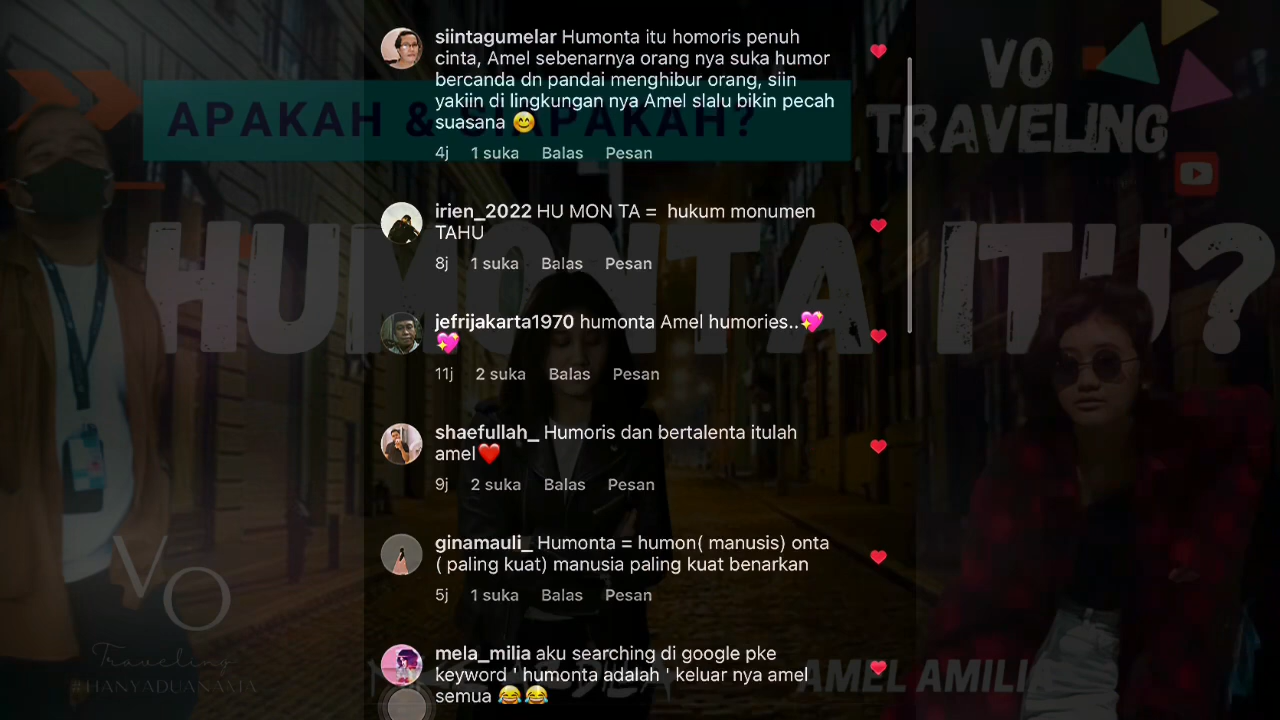 siintagumelar Humonta itu homoris penuh
cinta, Amel sebenarnya orang nya suka humor
bercanda dn pandai menghibur orang, siin
yakiin di lingkungan nya Amel slalu bikin pecah
suasana 😊
4j 1 suka Balas Pesan
APAKAH & SIAPAKAH?
VO
TRAVELING
irien_2022 HU MON TA = hukum monumen
TAHU
8j 1 suka Balas Pesan
HUMONTA ITU?
jefrijakarta1970 humonta Amel humories..💖
💖
11j 2 suka Balas Pesan
shaefullah_ Humoris dan bertalenta itulah
amel❤️
9j 2 suka Balas Pesan
ginamauli_ Humonta = humon( manusis) onta
( paling kuat) manusia paling kuat benarkan
5j 1 suka Balas Pesan
VO
Traveling
#HANYADUANAMA
mela_milia aku searching di google pke
keyword ' humonta adalah ' keluar nya amel
semua 😂😂
AMEL AMILIA